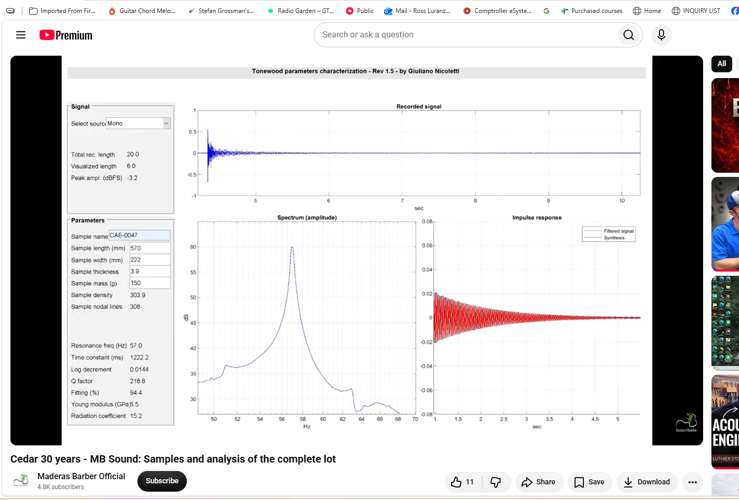 Imported From Fir...
Guitar Chord Melo...
Stefan Grossman's...
Radio Garden – GT...
Public
Mail - Ross Luranz...
Comptroller eSyste...
Purchased courses
Home
INQUIRY LIST
Premium
Search or ask a question
All
Tonewood parameters characterization - Rev 1.5 - by Giuliano Nicoletti
Signal
Select source Mono
Total rec. length 20.0
Visualized length 6.0
Peak ampl. (dBFS) -3.2
Recorded signal
1
0.5
0
-0.5
-1
5 6 7 8 9 10
sec
Parameters
Sample name CAE-0047
Sample length (mm) 570
Sample width (mm) 222
Sample thickness 3.9
Sample mass (g) 150
Sample density 303.9
Sample nodal lines 308
Resonance freq (Hz) 57.0
Time constant (ms) 1222.2
Log decrement 0.0144
Q factor 218.8
Fitting (%) 94.4
Young modulus (GPa) 6.5
Radiation coefficient 15.2
Spectrum (amplitude)
dB
60
55
50
45
40
35
30
50 52 54 56 58 60 62 64 66 68 70
Hz
Impulse response
Filtered signal
Synthesis
0.08
0.06
0.04
0.02
0
-0.02
-0.04
-0.06
-0.08
1 1.5 2 2.5 3 3.5 4 4.5 5 5.5
sec
Cedar 30 years - MB Sound: Samples and analysis of the complete lot
Maderas Barber Official
4.8K subscribers
Subscribe
11
Share
Save
Download
ACOU
ENGINE